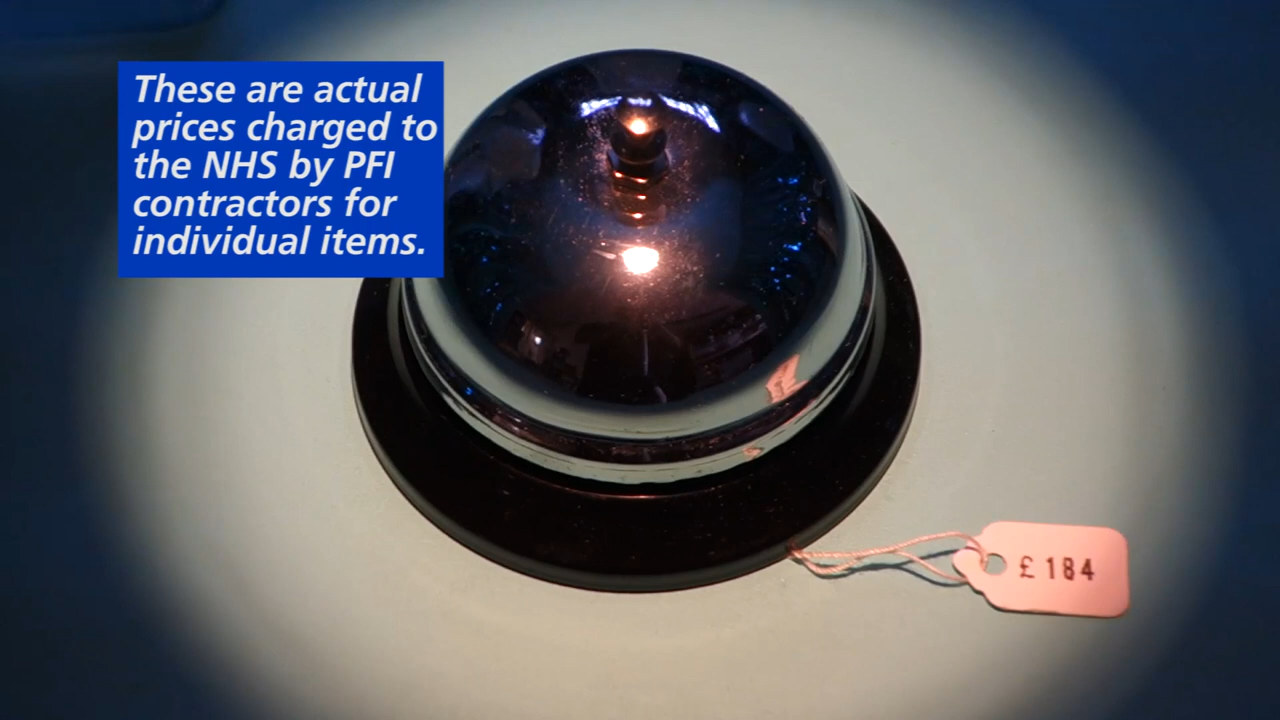 These are actual
prices charged to
the NHS by PFI
contractors for
individual items.
£184